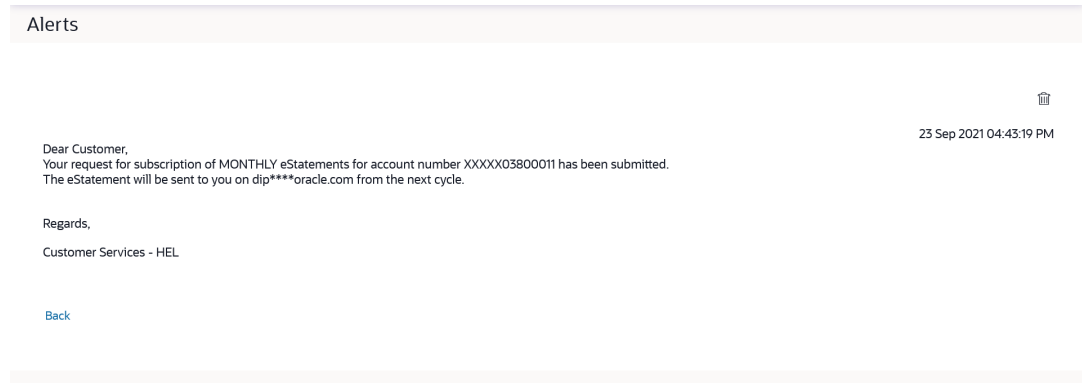 Alerts
23 Sep 2021 04:43:19 PM
Dear Customer,
Your request for subscription of MONTHLY eStatements for account number XXXXX03800011 has been submitted.
The eStatement will be sent to you on dip****oracle.com from the next cycle.
Regards,
Customer Services - HEL
Back